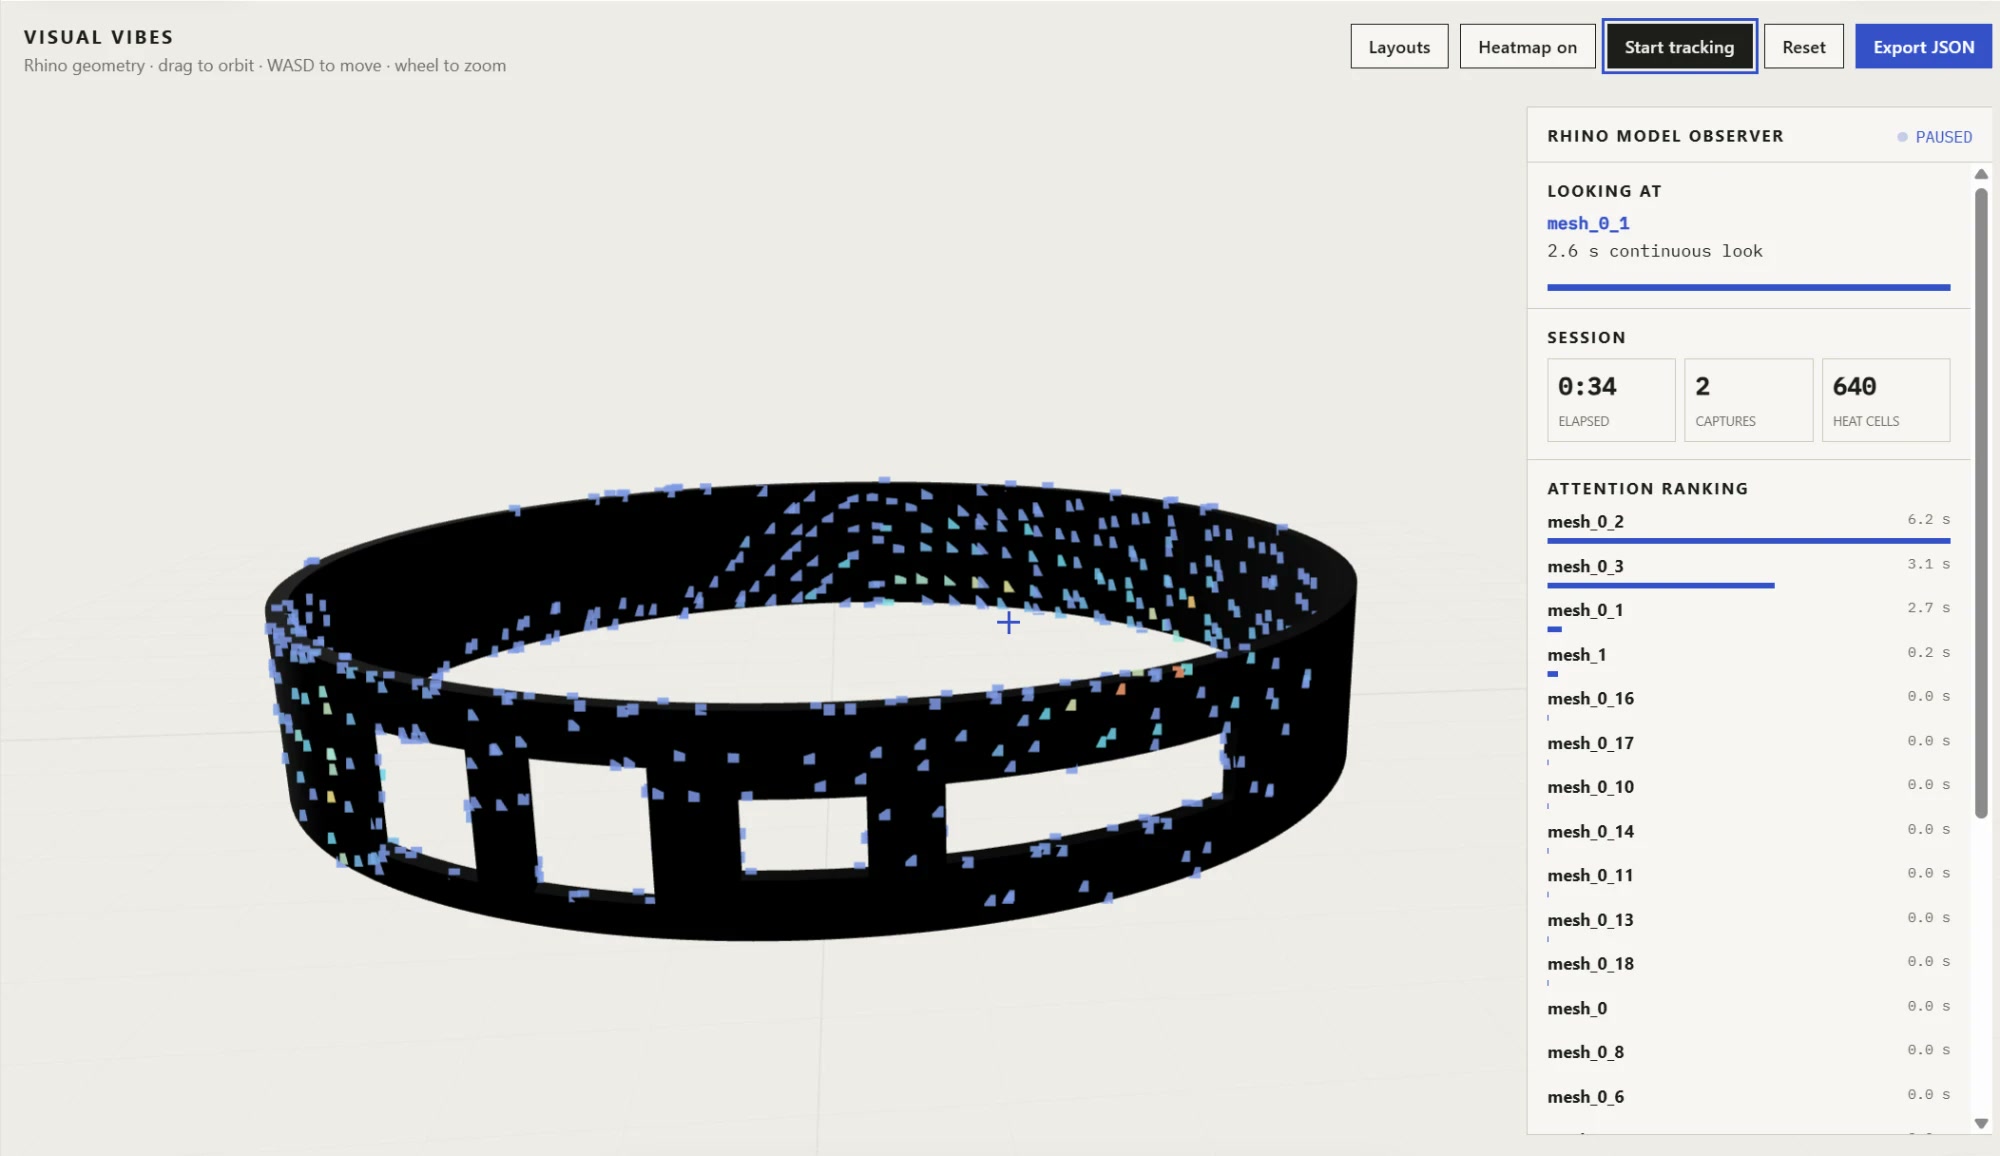 VISUAL VIBES
Rhino geometry · drag to orbit · WASD to move · wheel to zoom
Layouts
Heatmap on
Start tracking
Reset
Export JSON
RHINO MODEL OBSERVER
PAUSED
LOOKING AT
mesh_0_1
2.6 s continuous look
SESSION
0:34
ELAPSED
2
CAPTURES
640
HEAT CELLS
ATTENTION RANKING
mesh_0_2 6.2 s
mesh_0_3 3.1 s
mesh_0_1 2.7 s
mesh_1 0.2 s
mesh_0_16 0.0 s
mesh_0_17 0.0 s
mesh_0_10 0.0 s
mesh_0_14 0.0 s
mesh_0_11 0.0 s
mesh_0_13 0.0 s
mesh_0_18 0.0 s
mesh_0 0.0 s
mesh_0_8 0.0 s
mesh_0_6 0.0 s